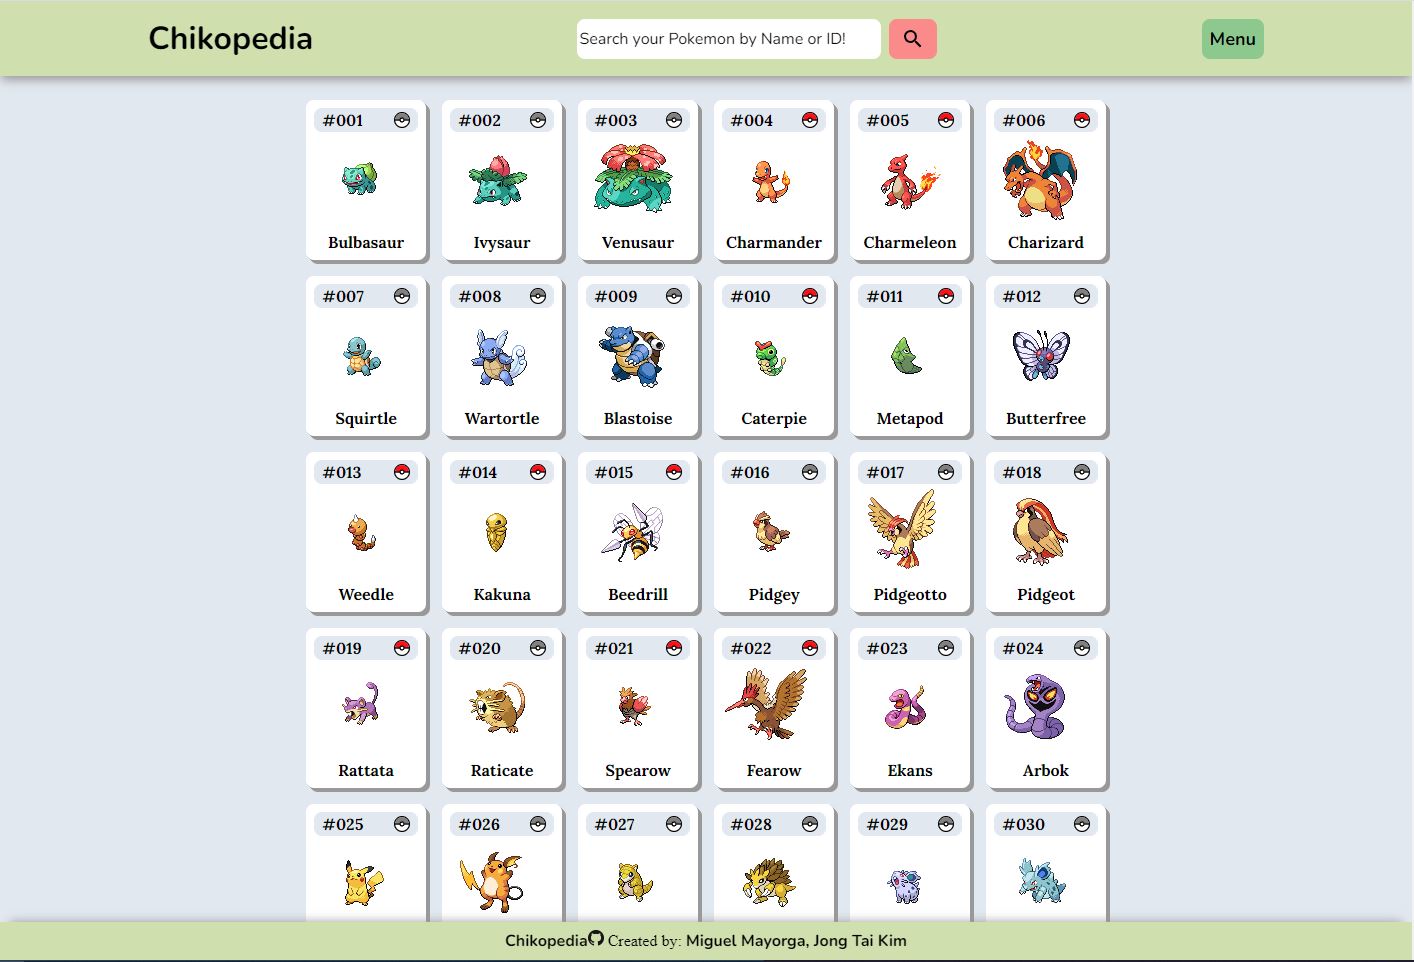 Chikopedia
Search your Pokemon by Name or ID!
Menu
#001
Bulbasaur
#002
Ivysaur
#003
Venusaur
#004
Charmander
#005
Charmeleon
#006
Charizard
#007
Squirtle
#008
Wartortle
#009
Blastoise
#010
Caterpie
#011
Metapod
#012
Butterfree
#013
Weedle
#014
Kakuna
#015
Beedrill
#016
Pidgey
#017
Pidgeotto
#018
Pidgeot
#019
Rattata
#020
Raticate
#021
Spearow
#022
Fearow
#023
Ekans
#024
Arbok
#025
#026
#027
#028
#029
#030
Chikopedia Created by: Miguel Mayorga, Jong Tai Kim